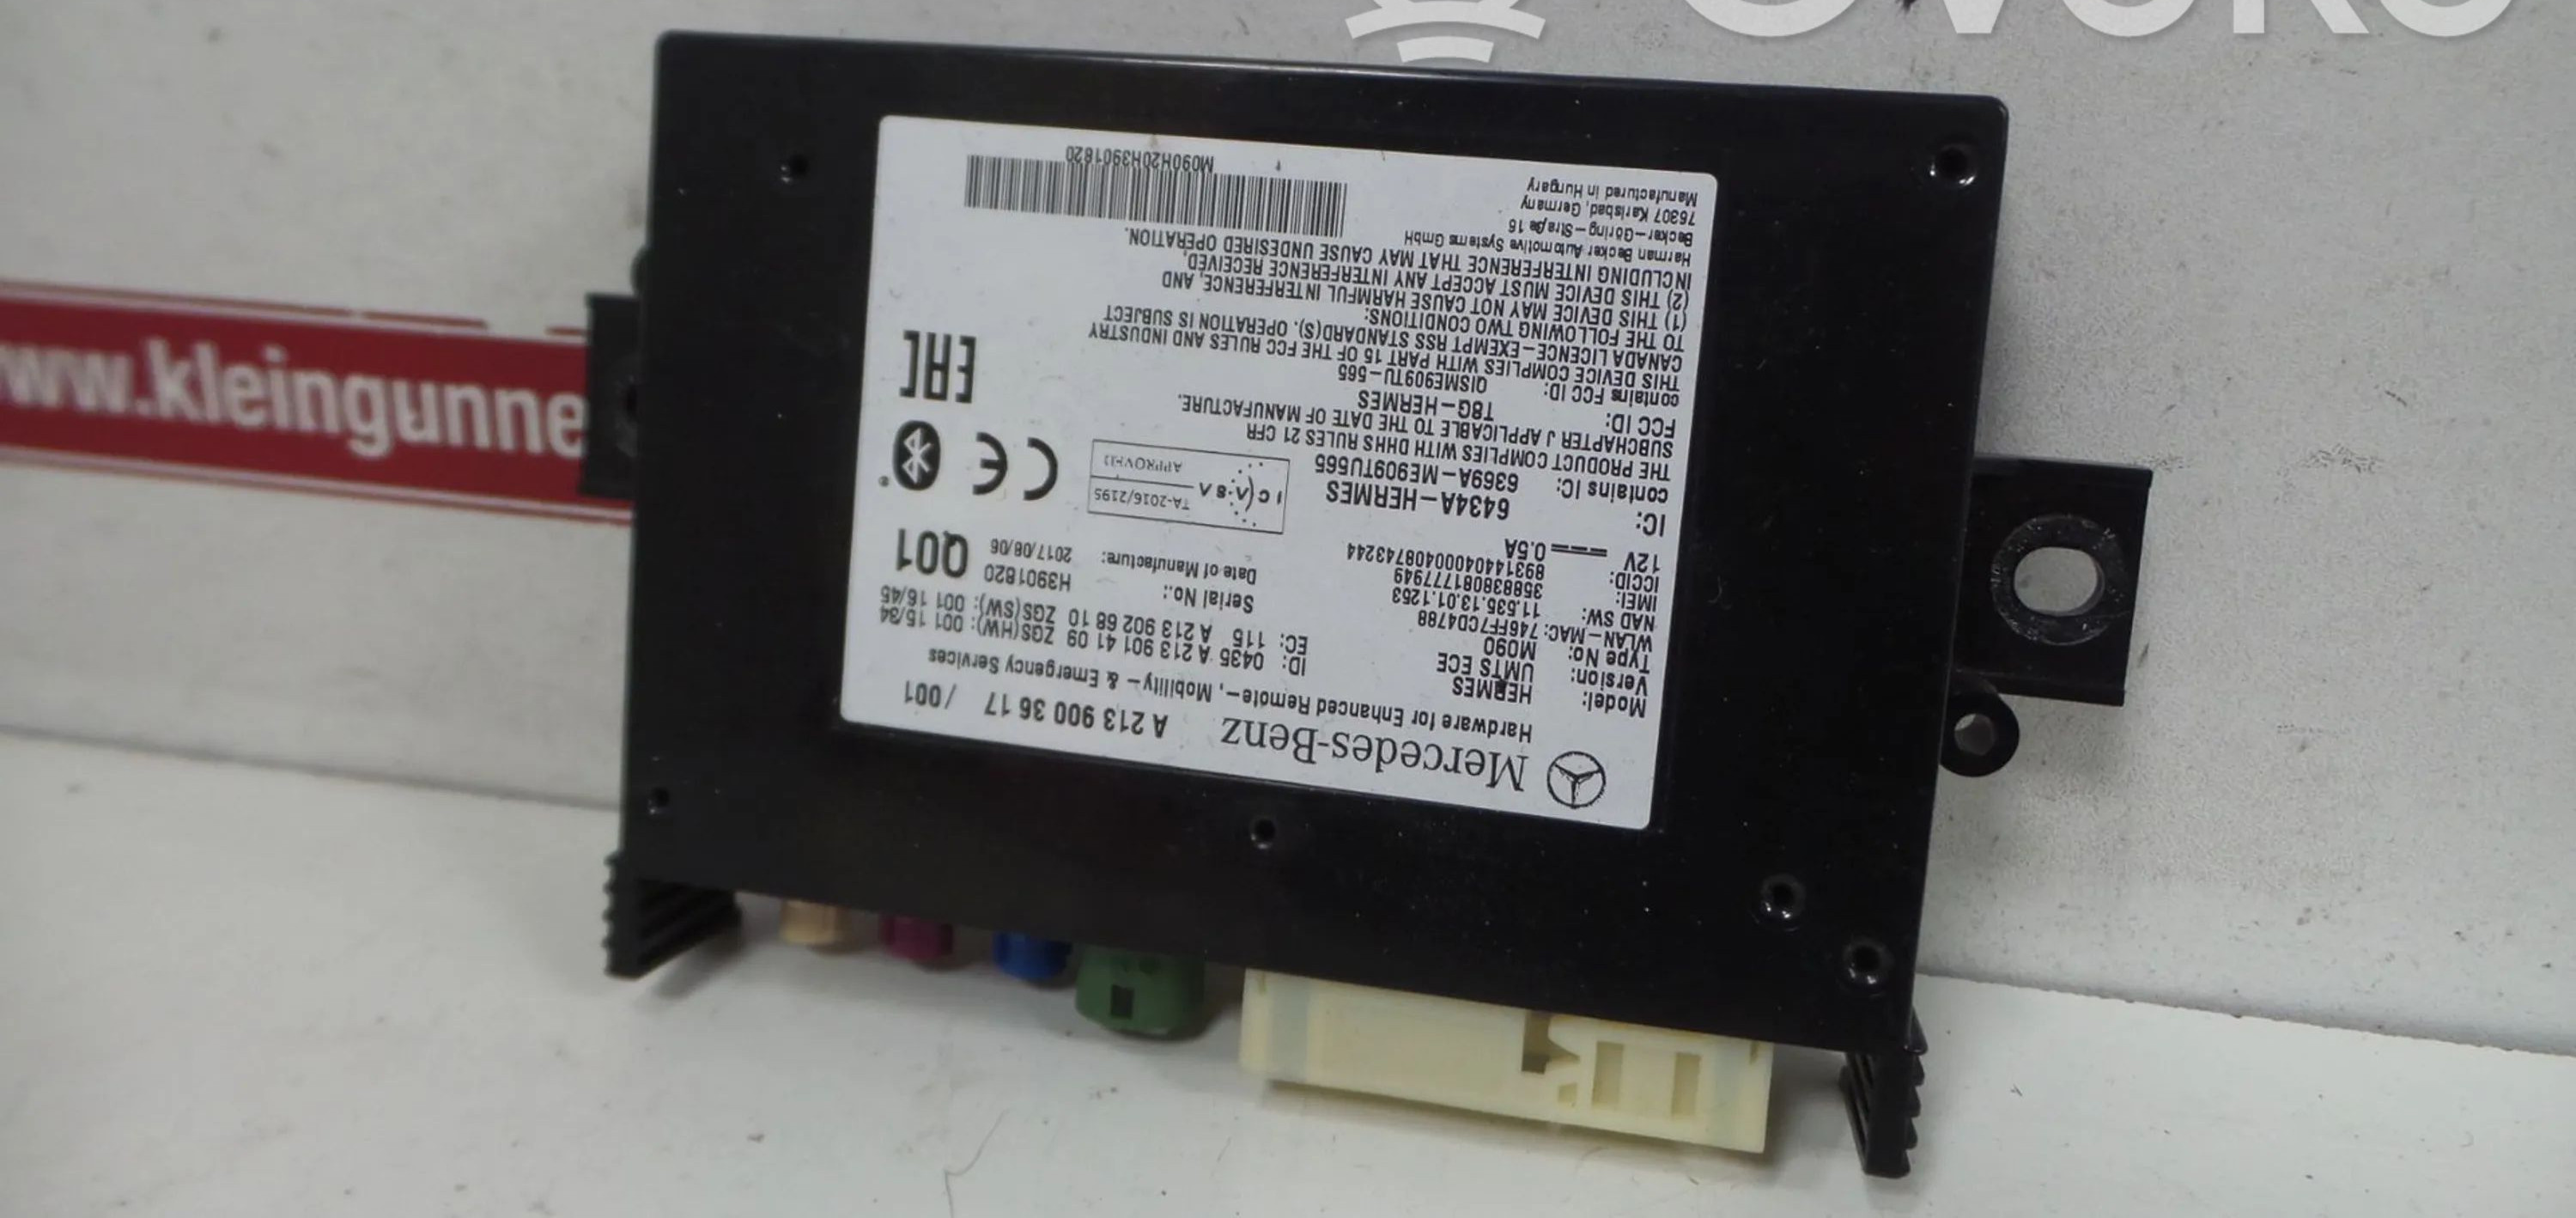 OVOKO
www.kleingunne
Mercedes-Benz A 213 900 36 17 /001
Hardware for Enhanced Remote-, Mobility- & Emergency Services
Model: HERMES
Version: UMTS ECE
Type No: M090
WLAN-MAC: 746FF7CD4788
NAD SW: 11.535.13.01.1253
IMEI: 358838081777949
ICCID: 89314404000408743244
12V 0.5A
ID: 0435 A 213 901 41 09 ZGS(HW): 001 15/34
EC: 115 A 213 902 68 10 ZGS(SW): 001 16/45
Serial No.: H3901820
Date of Manufacture: 2017/08/06
Q01
IC: 6434A-HERMES
contains IC: 6369A-ME909TU565
ICASA
TA-2016/2195
APPROVED
CE
THE PRODUCT COMPLIES WITH DHHS RULES 21 CFR
SUBCHAPTER J APPLICABLE TO THE DATE OF MANUFACTURE.
FCC ID: T8G-HERMES
contains FCC ID: QISME909TU-565
EAC
THIS DEVICE COMPLIES WITH PART 15 OF THE FCC RULES AND INDUSTRY
CANADA LICENCE-EXEMPT RSS STANDARD(S). OPERATION IS SUBJECT
TO THE FOLLOWING TWO CONDITIONS:
(1) THIS DEVICE MAY NOT CAUSE HARMFUL INTERFERENCE, AND
(2) THIS DEVICE MUST ACCEPT ANY INTERFERENCE RECEIVED,
INCLUDING INTERFERENCE THAT MAY CAUSE UNDESIRED OPERATION.
Harman Becker Automotive Systems GmbH
Becker-Göring-Straße 16
76307 Karlsbad, Germany
Manufactured in Hungary
M090H20H3901820